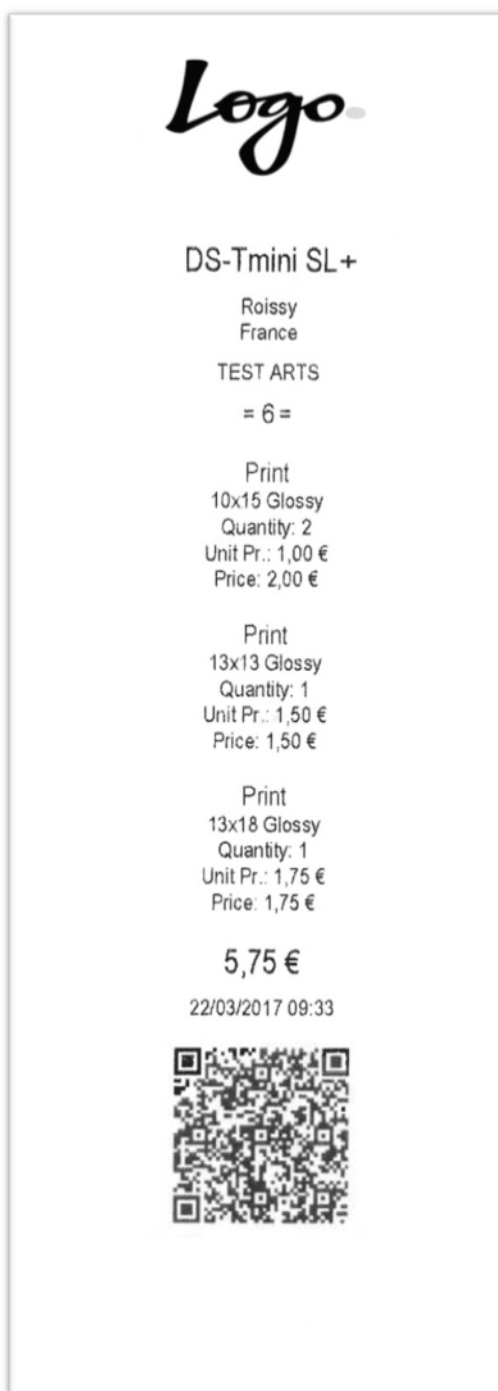 Logo
DS-Tmini SL+
Roissy
France
TEST ARTS
= 6 =
Print
10x15 Glossy
Quantity: 2
Unit Pr.: 1,00 €
Price: 2,00 €
Print
13x13 Glossy
Quantity: 1
Unit Pr.: 1,50 €
Price: 1,50 €
Print
13x18 Glossy
Quantity: 1
Unit Pr.: 1,75 €
Price: 1,75 €
5,75 €
22/03/2017 09:33